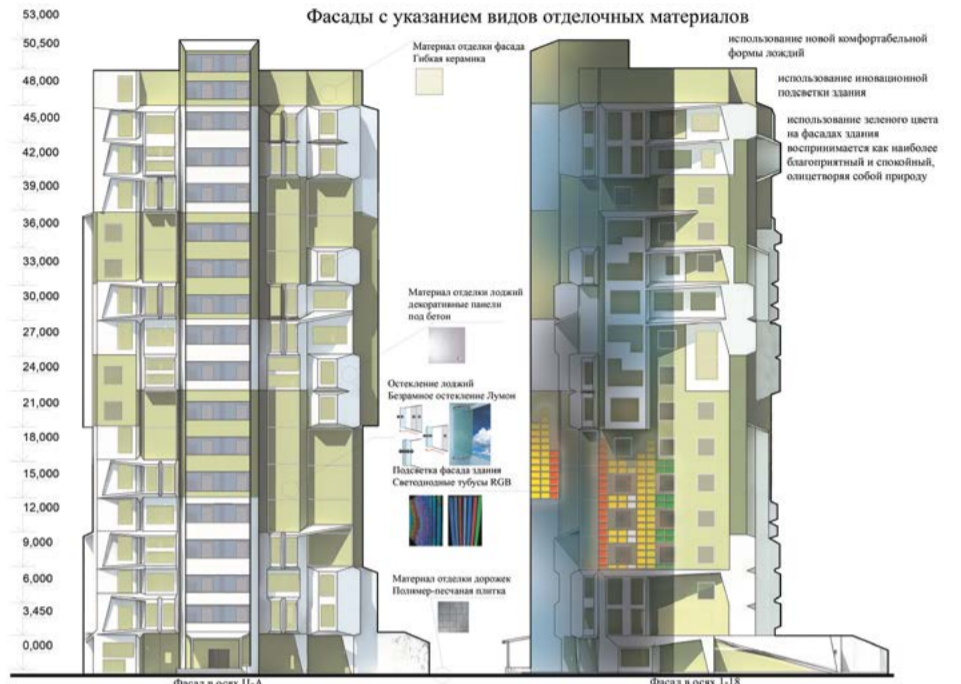 Фасады с указанием видов отделочных материалов
53,000
50,500
48,000
45,000
42,000
39,000
36,000
33,000
30,000
27,000
24,000
21,000
18,000
15,000
12,000
9,000
6,000
3,450
0,000
Материал отделки фасада
Гибкая керамика
Материал отделки лоджий
декоративные панели
под бетон
Остекление лоджий
Безрамное остекление Лумон
Подсветка фасада здания
Светодиодные тубусы RGB
Материал отделки дорожек
Полимер-песчаная плитка
использование новой комфортабельной
формы лождий
использование иновационной
подсветки здания
использование зеленого цвета
на фасадах здания
воспринимается как наиболее
благоприятный и спокойный,
олицетворяя собой природу
Фасад в осях
Фасад в осях 1-18